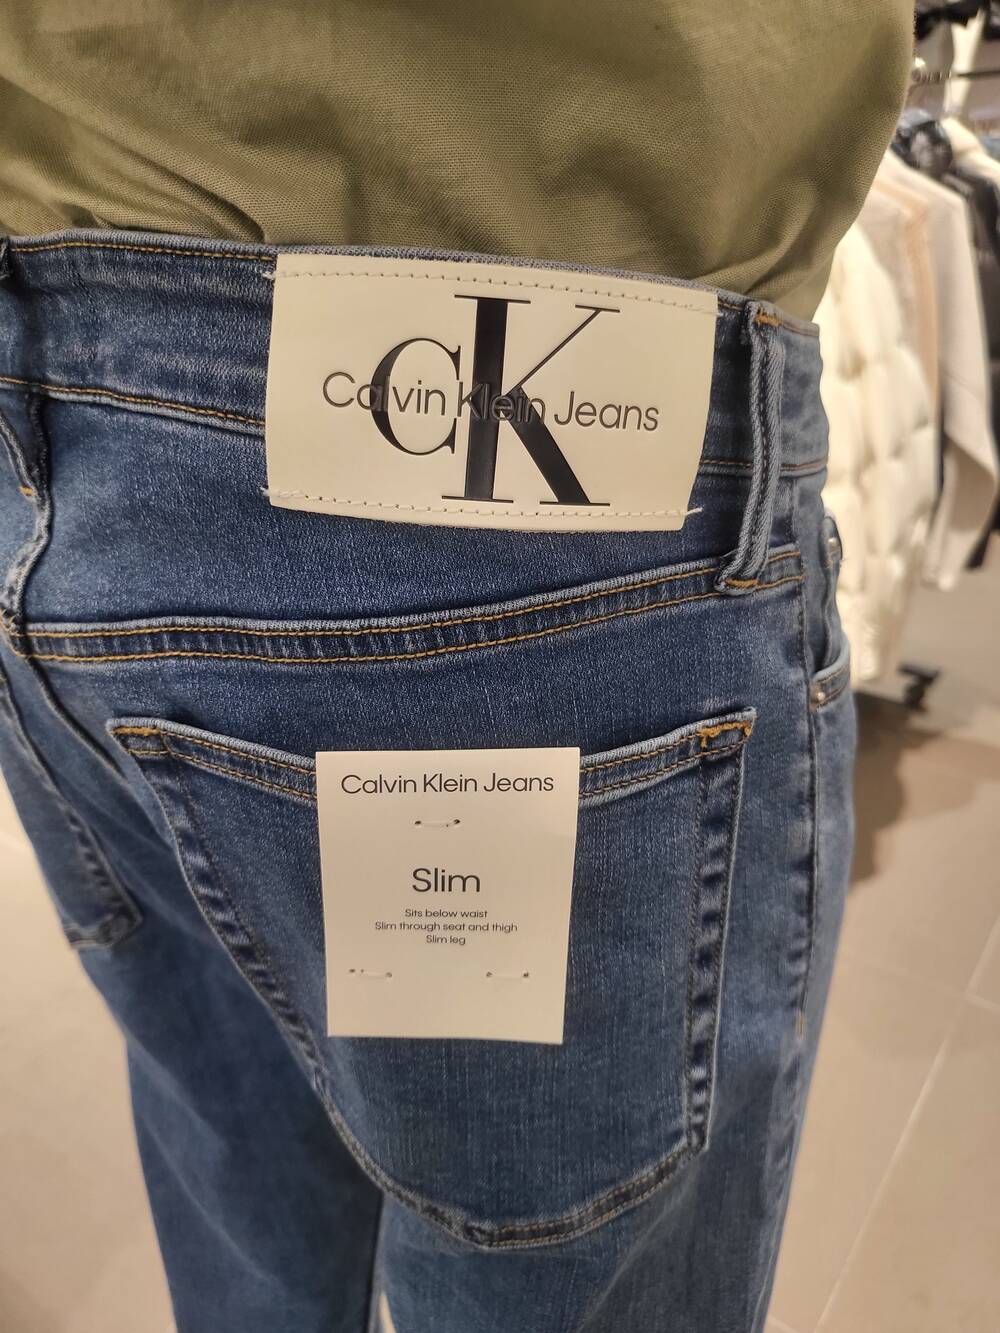 CK
Calvin Klein Jeans
Calvin Klein Jeans
Slim
Sits below waist
Slim through seat and thigh
Slim leg